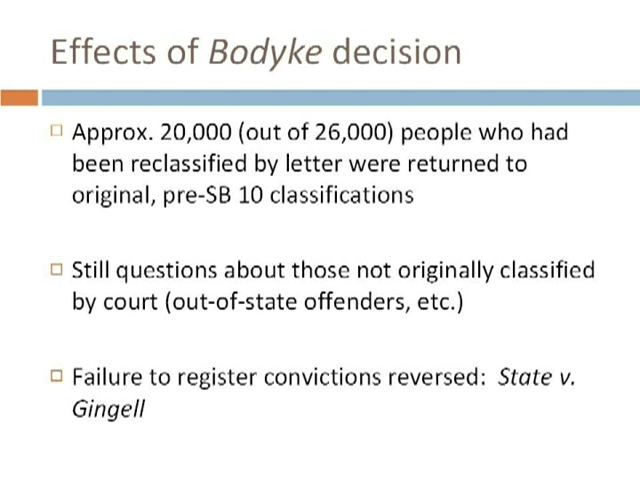 Effects of Bodyke decision
Approx. 20,000 (out of 26,000) people who had
been reclassified by letter were returned to
original, pre-SB 10 classifications
Still questions about those not originally classified
by court (out-of-state offenders, etc.)
Failure to register convictions reversed: State v.
Gingell